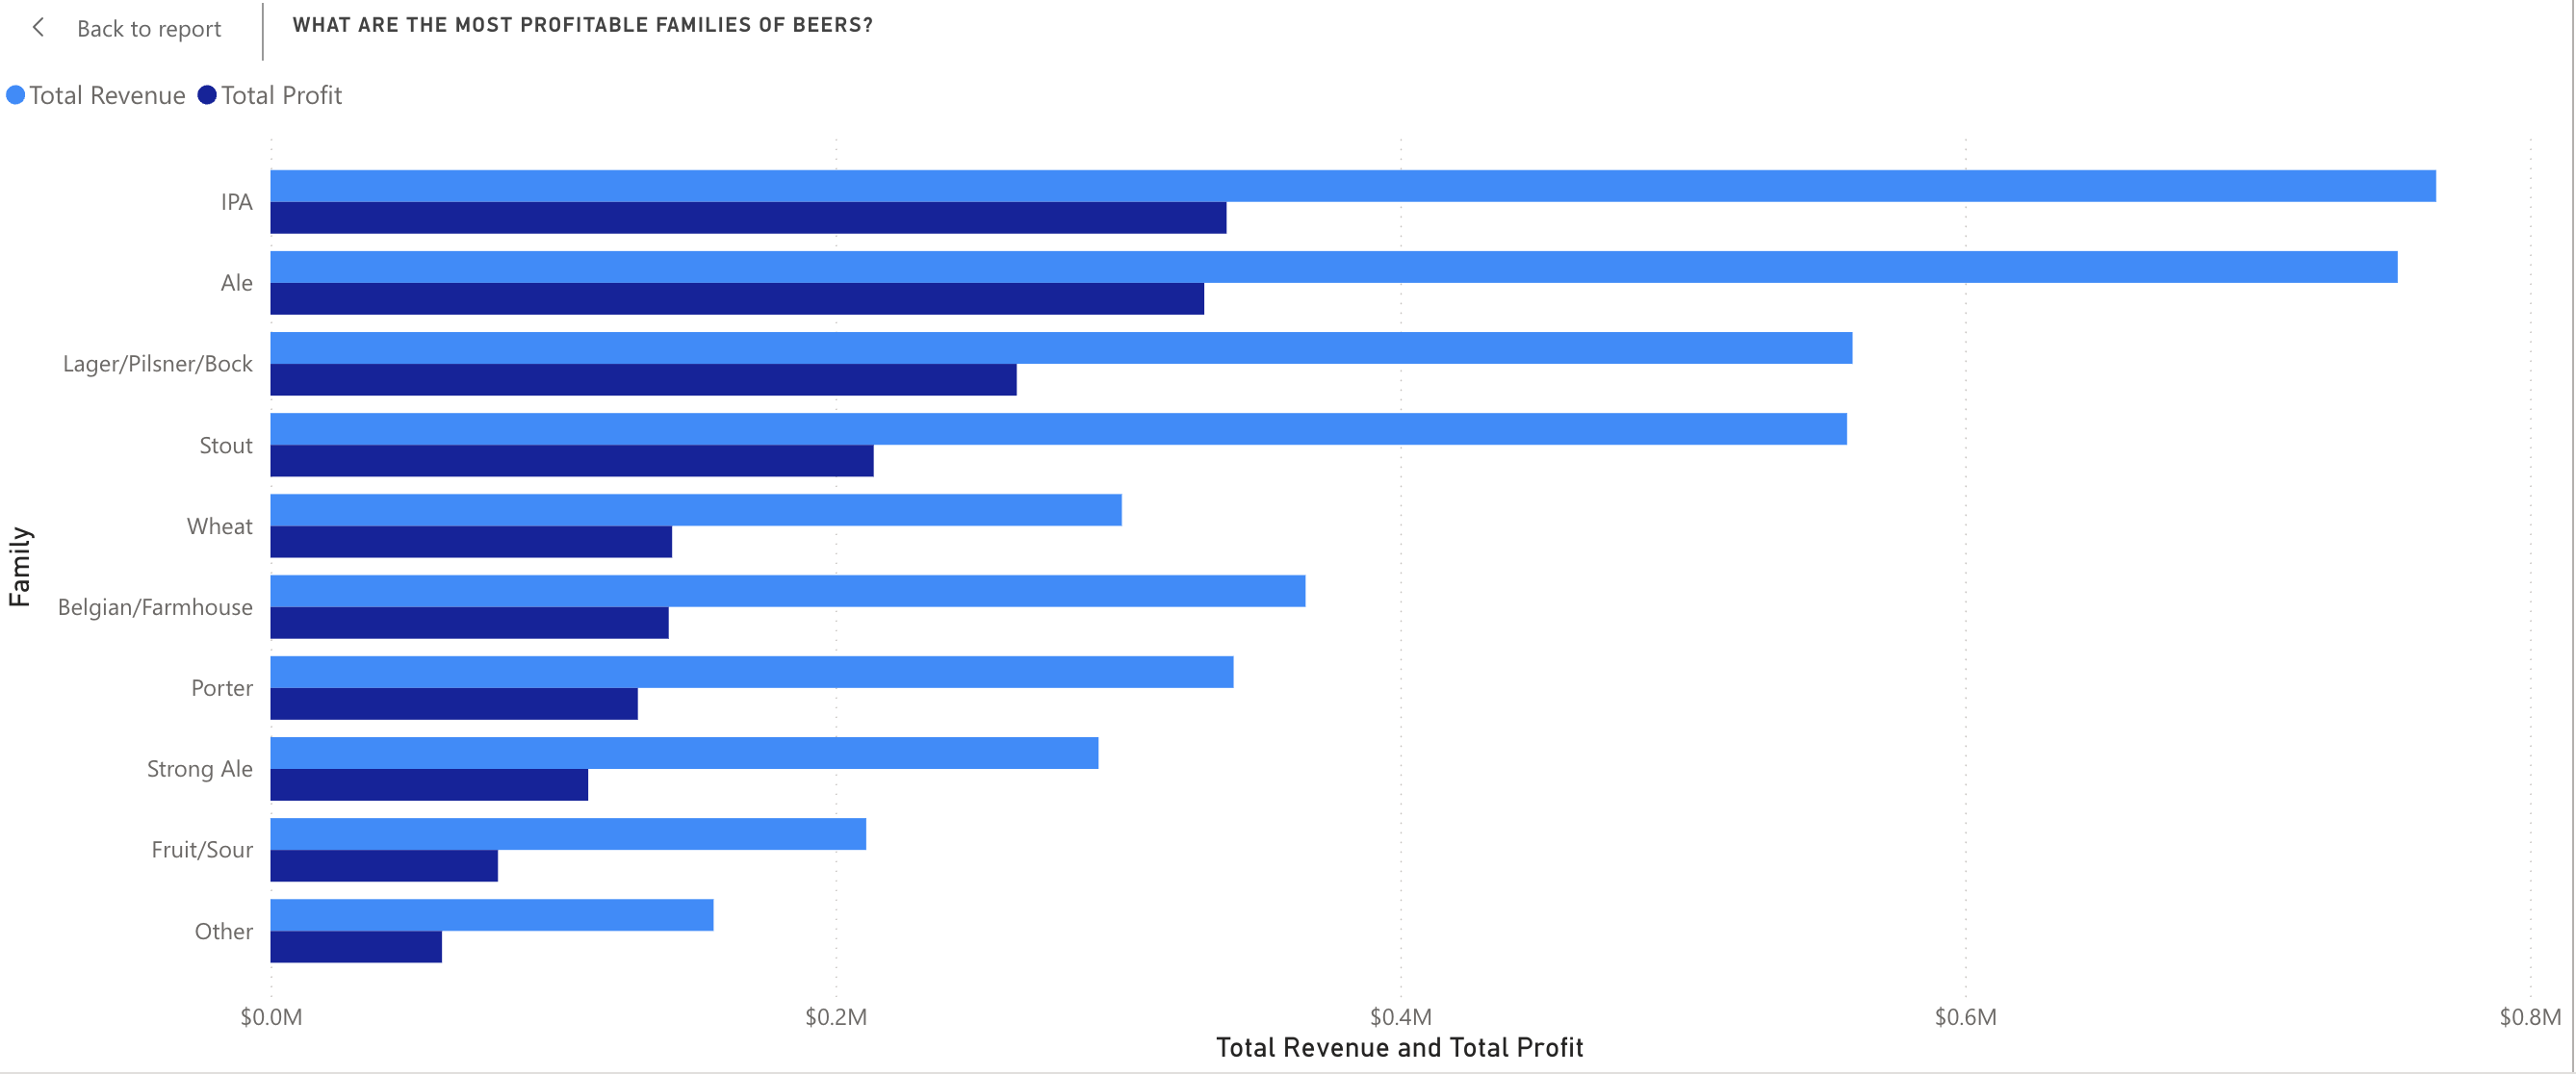 Back to report
WHAT ARE THE MOST PROFITABLE FAMILIES OF BEERS?
Total Revenue Total Profit
IPA
Ale
Lager/Pilsner/Bock
Stout
Wheat
Belgian/Farmhouse
Porter
Strong Ale
Fruit/Sour
Other
Family
$0.0M $0.2M $0.4M $0.6M $0.8M
Total Revenue and Total Profit